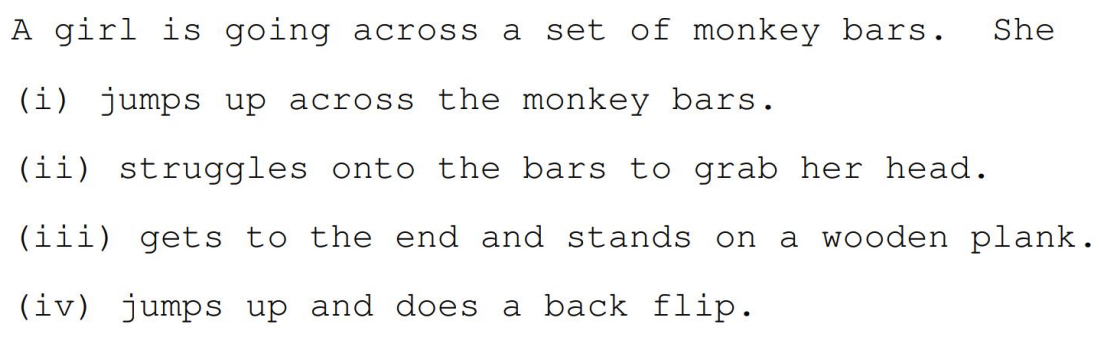 A girl is going across a set of monkey bars. She
(i) jumps up across the monkey bars.
(ii) struggles onto the bars to grab her head.
(iii) gets to the end and stands on a wooden plank.
(iv) jumps up and does a back flip.